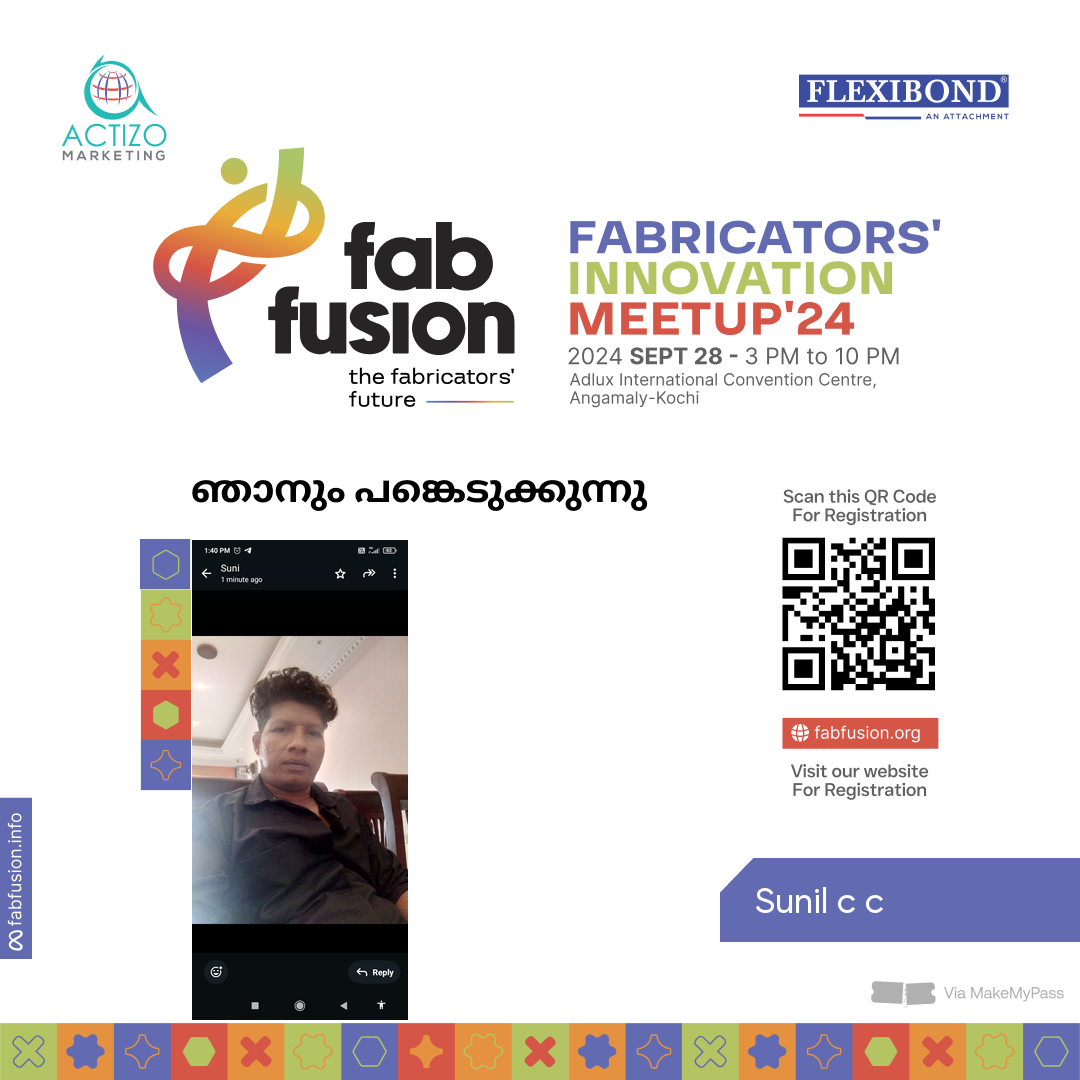 ACTIZO
MARKETING
FLEXIBOND®
AN ATTACHMENT
fab
fusion
the fabricators'
future
FABRICATORS'
INNOVATION
MEETUP'24
2024 SEPT 28 - 3 PM to 10 PM
Adlux International Convention Centre,
Angamaly-Kochi
ഞാനും പങ്കെടുക്കുന്നു
Scan this QR Code
For Registration
1:40 PM
Suni
1 minute ago
fabfusion.org
Visit our website
For Registration
fabfusion.info
Sunil c c
Reply
Via MakeMyPass